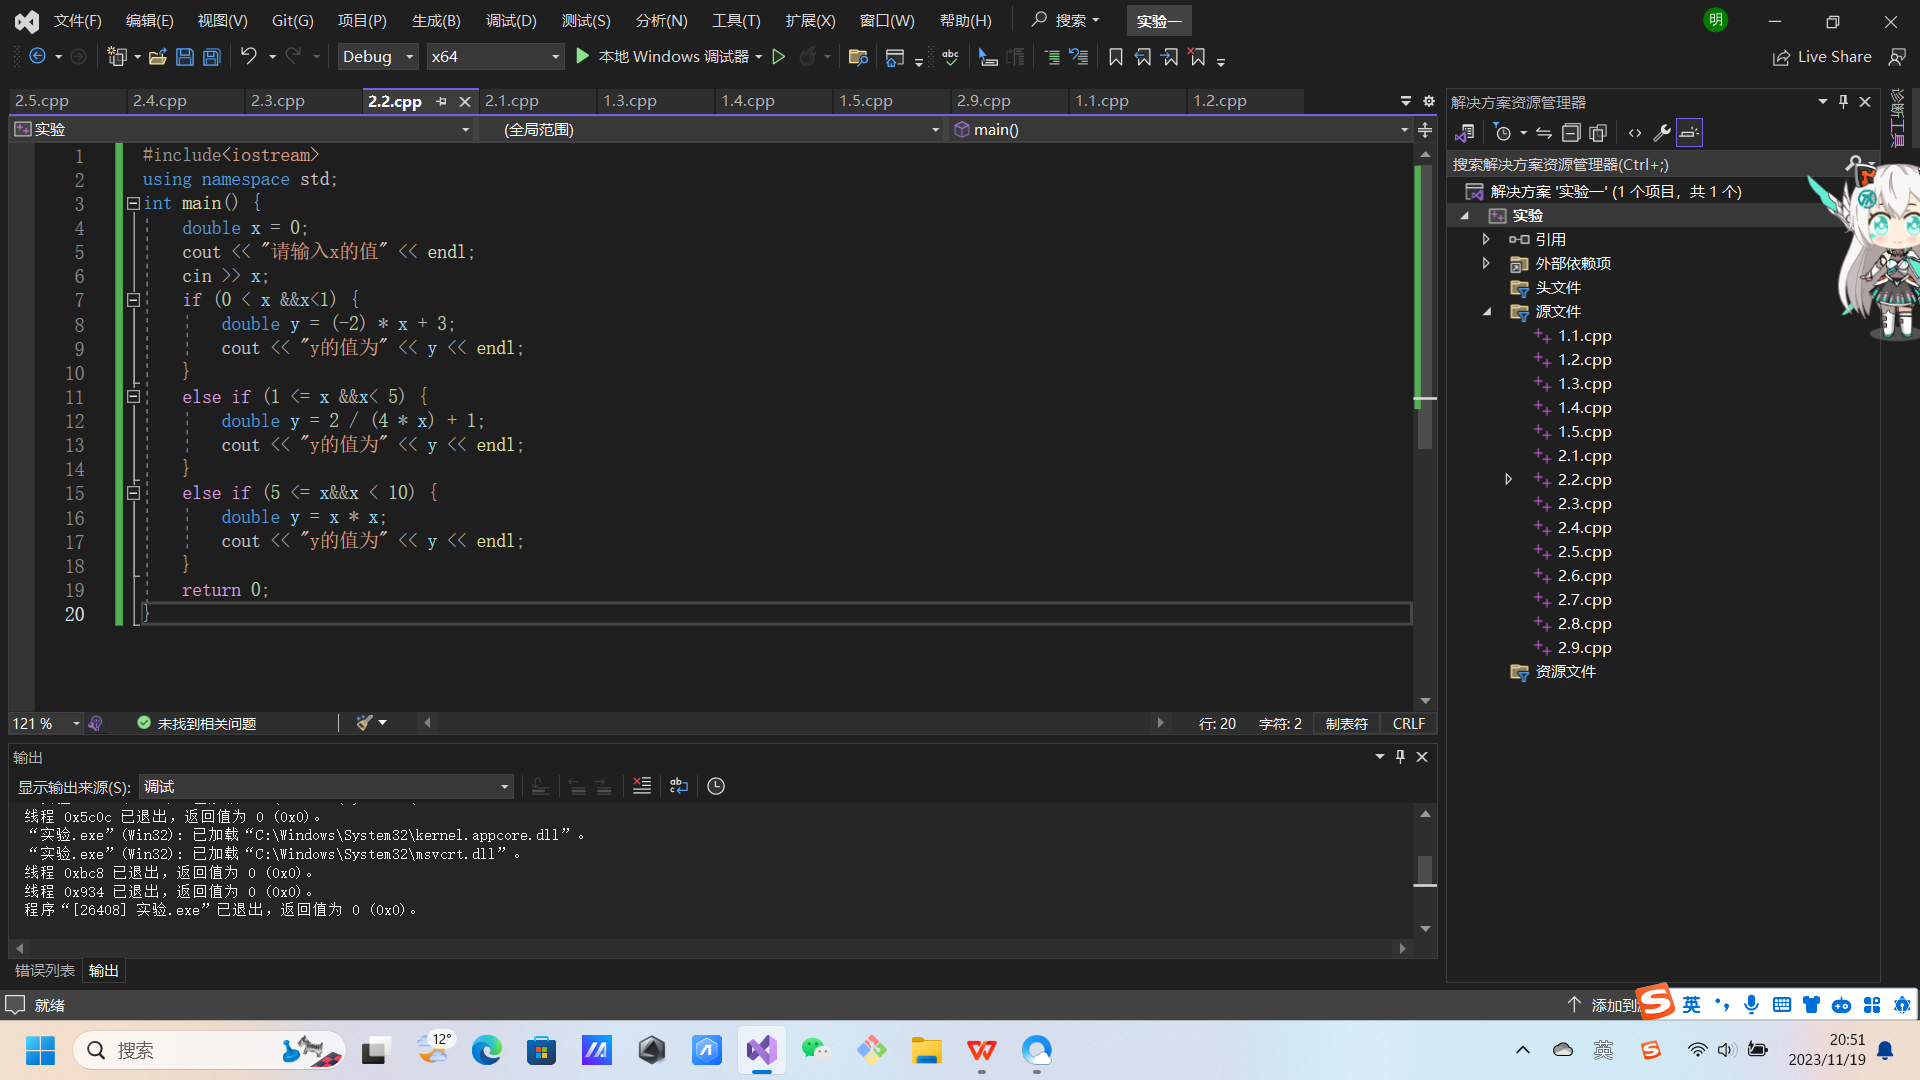 文件(F) 编辑(E) 视图(V) Git(G) 项目(P) 生成(B) 调试(D) 测试(S) 分析(N) 工具(T) 扩展(X) 窗口(W) 帮助(H) 搜索 实验一 明
Debug x64 本地 Windows 调试器 Live Share
2.5.cpp 2.4.cpp 2.3.cpp 2.2.cpp 2.1.cpp 1.3.cpp 1.4.cpp 1.5.cpp 2.9.cpp 1.1.cpp 1.2.cpp
实验 (全局范围) main()
1 #include<iostream>
2 using namespace std;
3 int main() {
4 double x = 0;
5 cout << "请输入x的值" << endl;
6 cin >> x;
7 if (0 < x &&x<1) {
8 double y = (-2) * x + 3;
9 cout << "y的值为" << y << endl;
10 }
11 else if (1 <= x &&x< 5) {
12 double y = 2 / (4 * x) + 1;
13 cout << "y的值为" << y << endl;
14 }
15 else if (5 <= x&&x < 10) {
16 double y = x * x;
17 cout << "y的值为" << y << endl;
18 }
19 return 0;
20 }
121 % 未找到相关问题 行: 20 字符: 2 制表符 CRLF
输出
显示输出来源(S): 调试
线程 0x5c0c 已退出，返回值为 0 (0x0)。
“实验.exe”(Win32): 已加载“C:\Windows\System32\kernel.appcore.dll”。
“实验.exe”(Win32): 已加载“C:\Windows\System32\msvcrt.dll”。
线程 0xbc8 已退出，返回值为 0 (0x0)。
线程 0x934 已退出，返回值为 0 (0x0)。
程序“[26408] 实验.exe”已退出，返回值为 0 (0x0)。
错误列表 输出
解决方案资源管理器
搜索解决方案资源管理器(Ctrl+;)
解决方案 '实验一' (1 个项目，共 1 个)
实验
引用
外部依赖项
头文件
源文件
1.1.cpp
1.2.cpp
1.3.cpp
1.4.cpp
1.5.cpp
2.1.cpp
2.2.cpp
2.3.cpp
2.4.cpp
2.5.cpp
2.6.cpp
2.7.cpp
2.8.cpp
2.9.cpp
资源文件
诊断工具
就绪 添加到 英
搜索 12° 英 20:51
2023/11/19